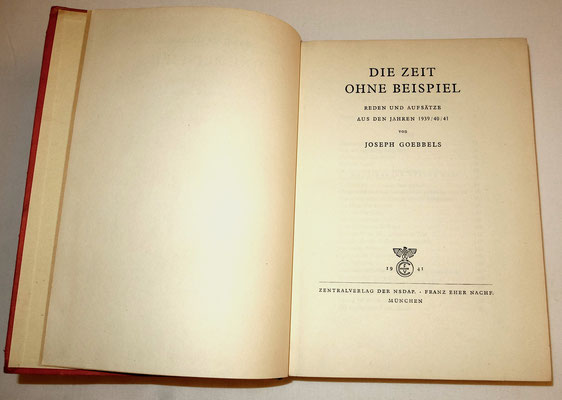 DIE ZEIT
OHNE BEISPIEL
REDEN UND AUFSÄTZE
AUS DEN JAHREN 1939/40/41
von
JOSEPH GOEBBELS
19 41
ZENTRALVERLAG DER NSDAP. · FRANZ EHER NACHF.
MÜNCHEN